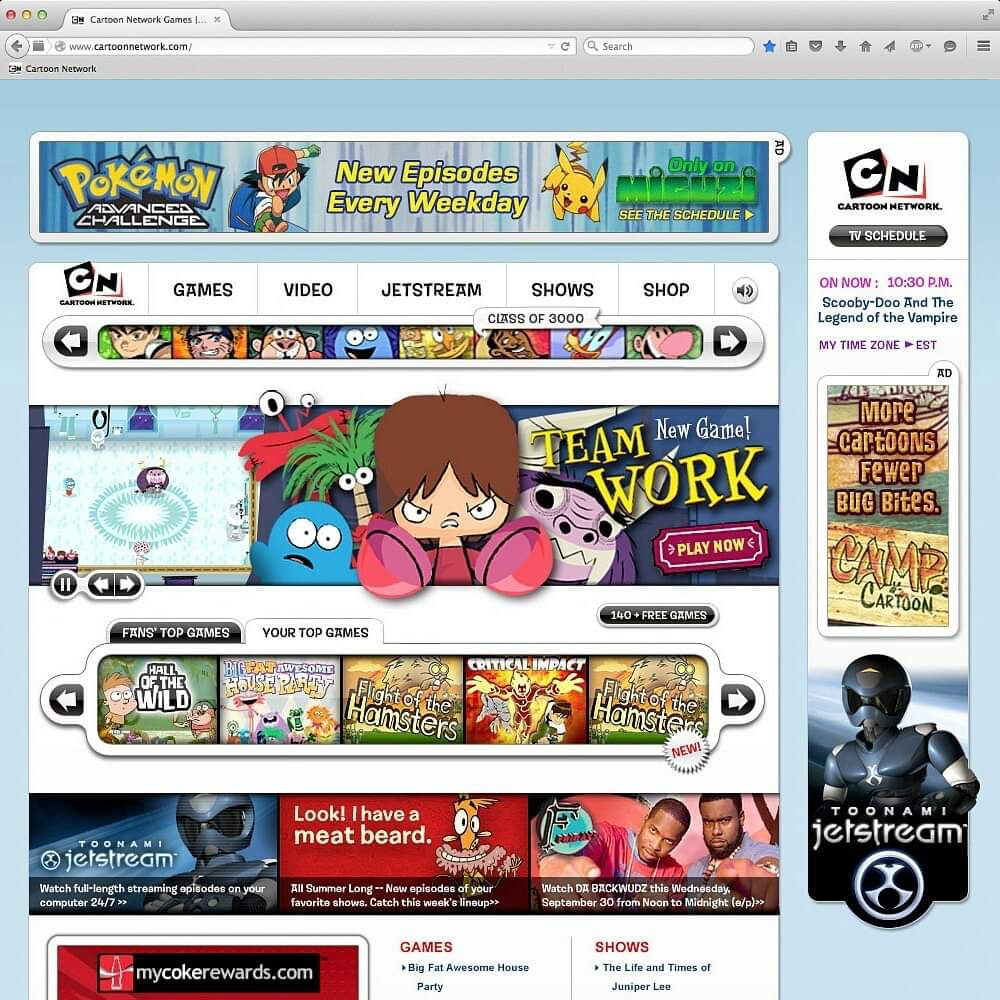 Cartoon Network Games |...
www.cartoonnetwork.com/
Search
ABP
CN Cartoon Network
POKéMON
ADVANCED
CHALLENGE
New Episodes
Every Weekday
Only on
MIGUZI
SEE THE SCHEDULE
AD
CN
CARTOON NETWORK.
TV SCHEDULE
ON NOW : 10:30 P.M.
Scooby-Doo And The
Legend of the Vampire
MY TIME ZONE ▶ EST
AD
More
Cartoons
Fewer
Bug Bites.
CAMP
CARTOON
TOONAMI
jetstream™
CN
CARTOON NETWORK.
GAMES
VIDEO
JETSTREAM
SHOWS
SHOP
CLASS OF 3000
TEAM
WORK
New Game!
PLAY NOW
140 + FREE GAMES
FANS' TOP GAMES
YOUR TOP GAMES
HALL
OF THE
WILD
BIG FAT AWESOME
HOUSE PARTY
Flight of the
Hamsters
CRITICAL IMPACT
Flight of the
Hamsters
NEW!
TOONAMI
jetstream™
Watch full-length streaming episodes on your
computer 24/7 >>
Look! I have a
meat beard.
All Summer Long -- New episodes of your
favorite shows. Catch this week's lineup>>
Watch DA BACKWUDZ this Wednesday,
September 30 from Noon to Midnight (e/p)>>
mycokerewards.com
GAMES
Big Fat Awesome House
Party
SHOWS
The Life and Times of
Juniper Lee